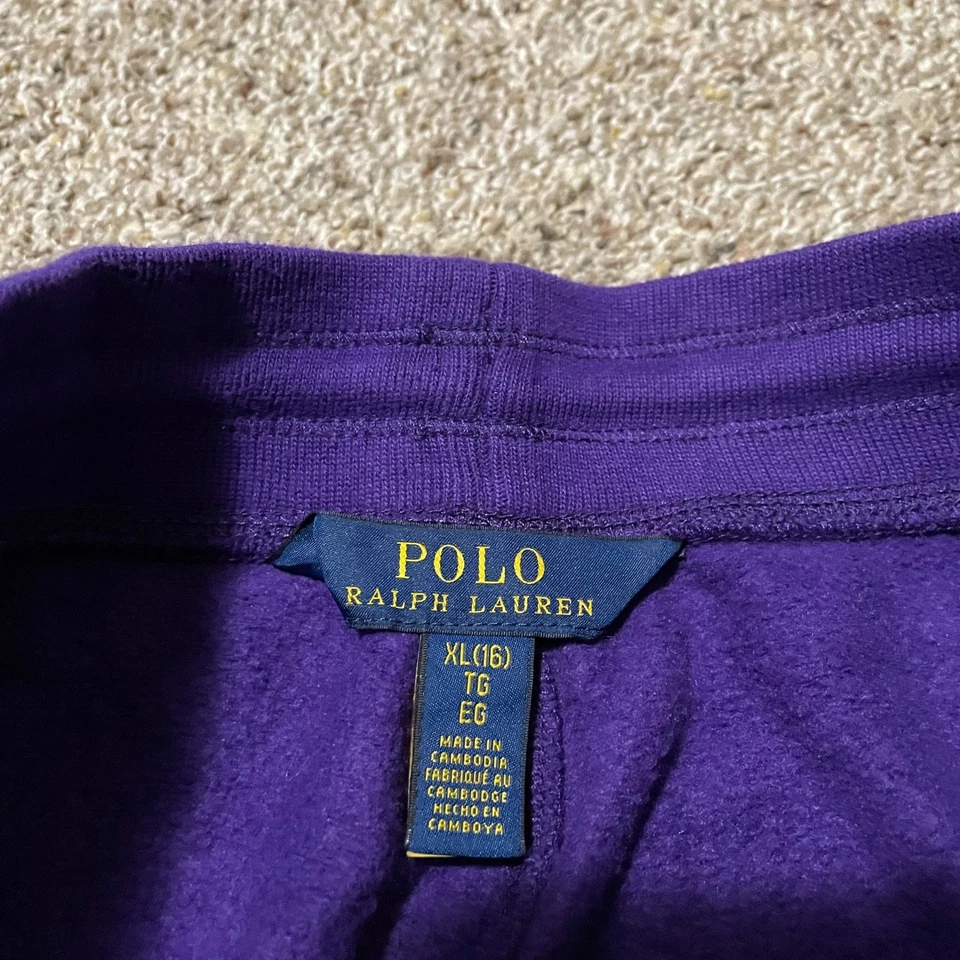 POLO
RALPH LAUREN
XL(16)
TG
EG
MADE IN
CAMBODIA
FABRIQUÉ AU
CAMBODGE
HECHO EN
CAMBOYA